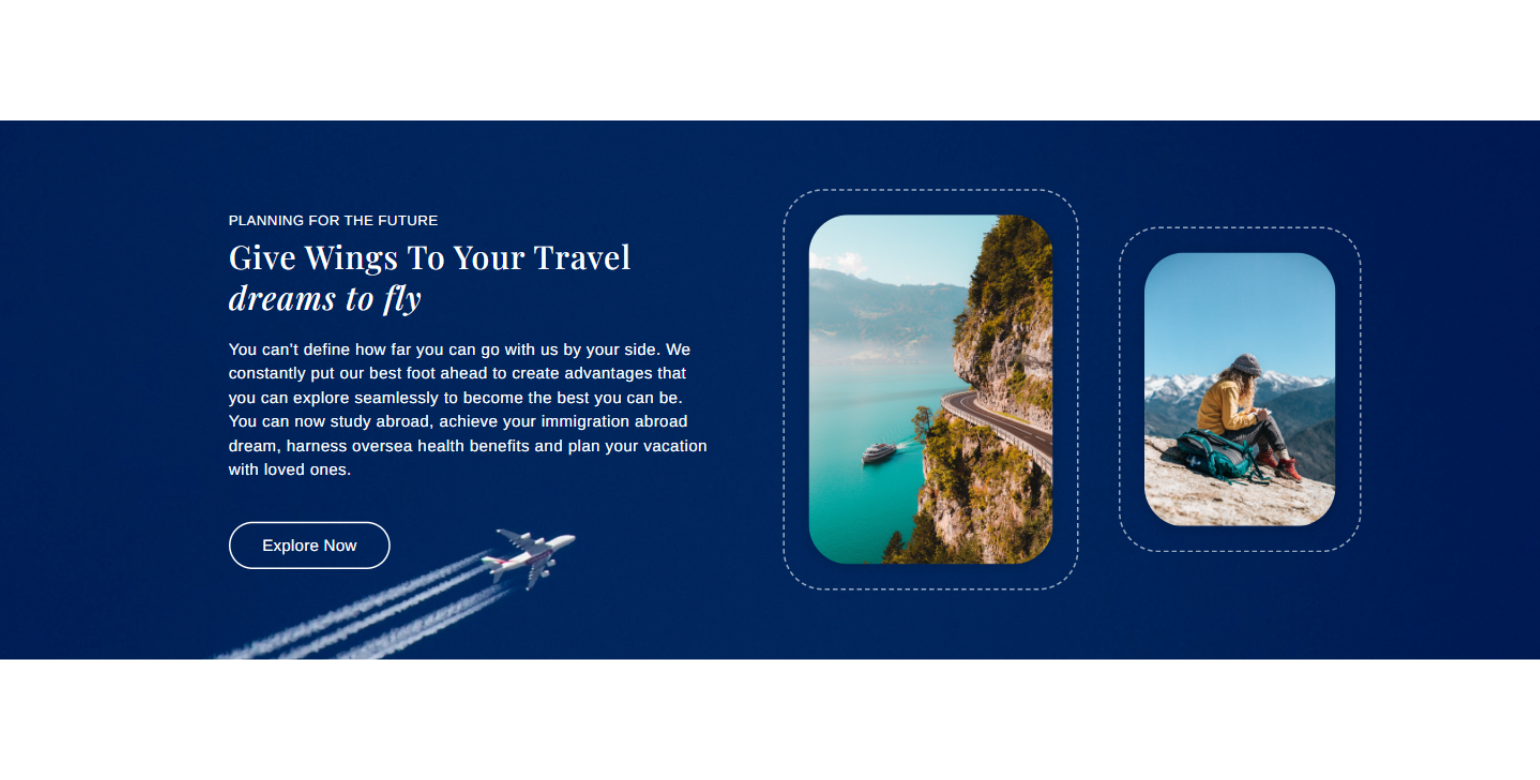 PLANNING FOR THE FUTURE
Give Wings To Your Travel
dreams to fly
You can't define how far you can go with us by your side. We
constantly put our best foot ahead to create advantages that
you can explore seamlessly to become the best you can be.
You can now study abroad, achieve your immigration abroad
dream, harness oversea health benefits and plan your vacation
with loved ones.
Explore Now